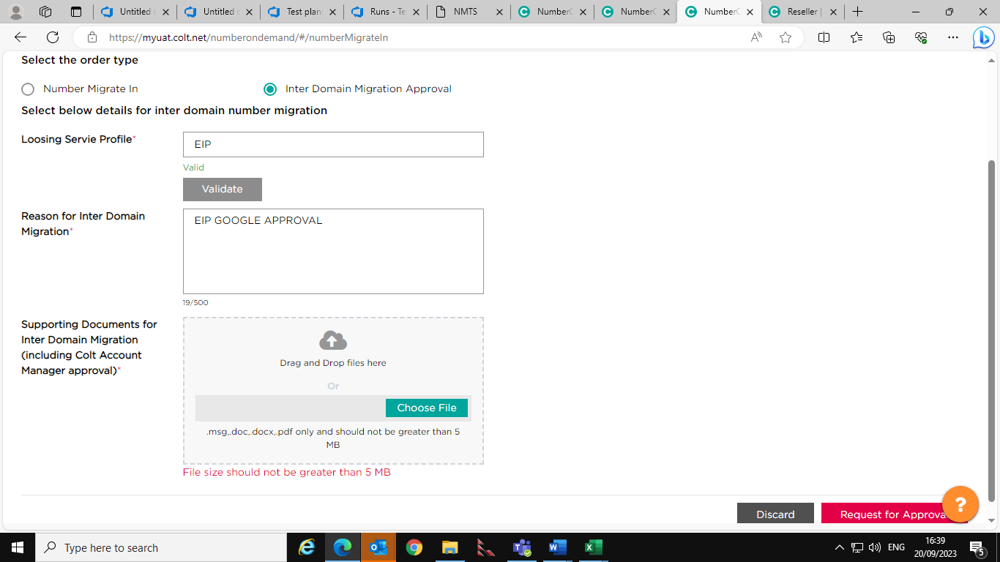 Untitled
Untitled
Test plan
Runs - Te
NMTS
Number
Number
Number
Reseller
https://myuat.colt.net/numberondemand/#/numberMigrateIn
Select the order type
Number Migrate In
Inter Domain Migration Approval
Select below details for inter domain number migration
Loosing Servie Profile*
EIP
Valid
Validate
Reason for Inter Domain
Migration*
EIP GOOGLE APPROVAL
19/500
Supporting Documents for
Inter Domain Migration
(including Colt Account
Manager approval)*
Drag and Drop files here
Or
Choose File
.msg,.doc,.docx,.pdf only and should not be greater than 5
MB
File size should not be greater than 5 MB
Discard
Request for Approva
?
Type here to search
ENG
16:39
20/09/2023
5